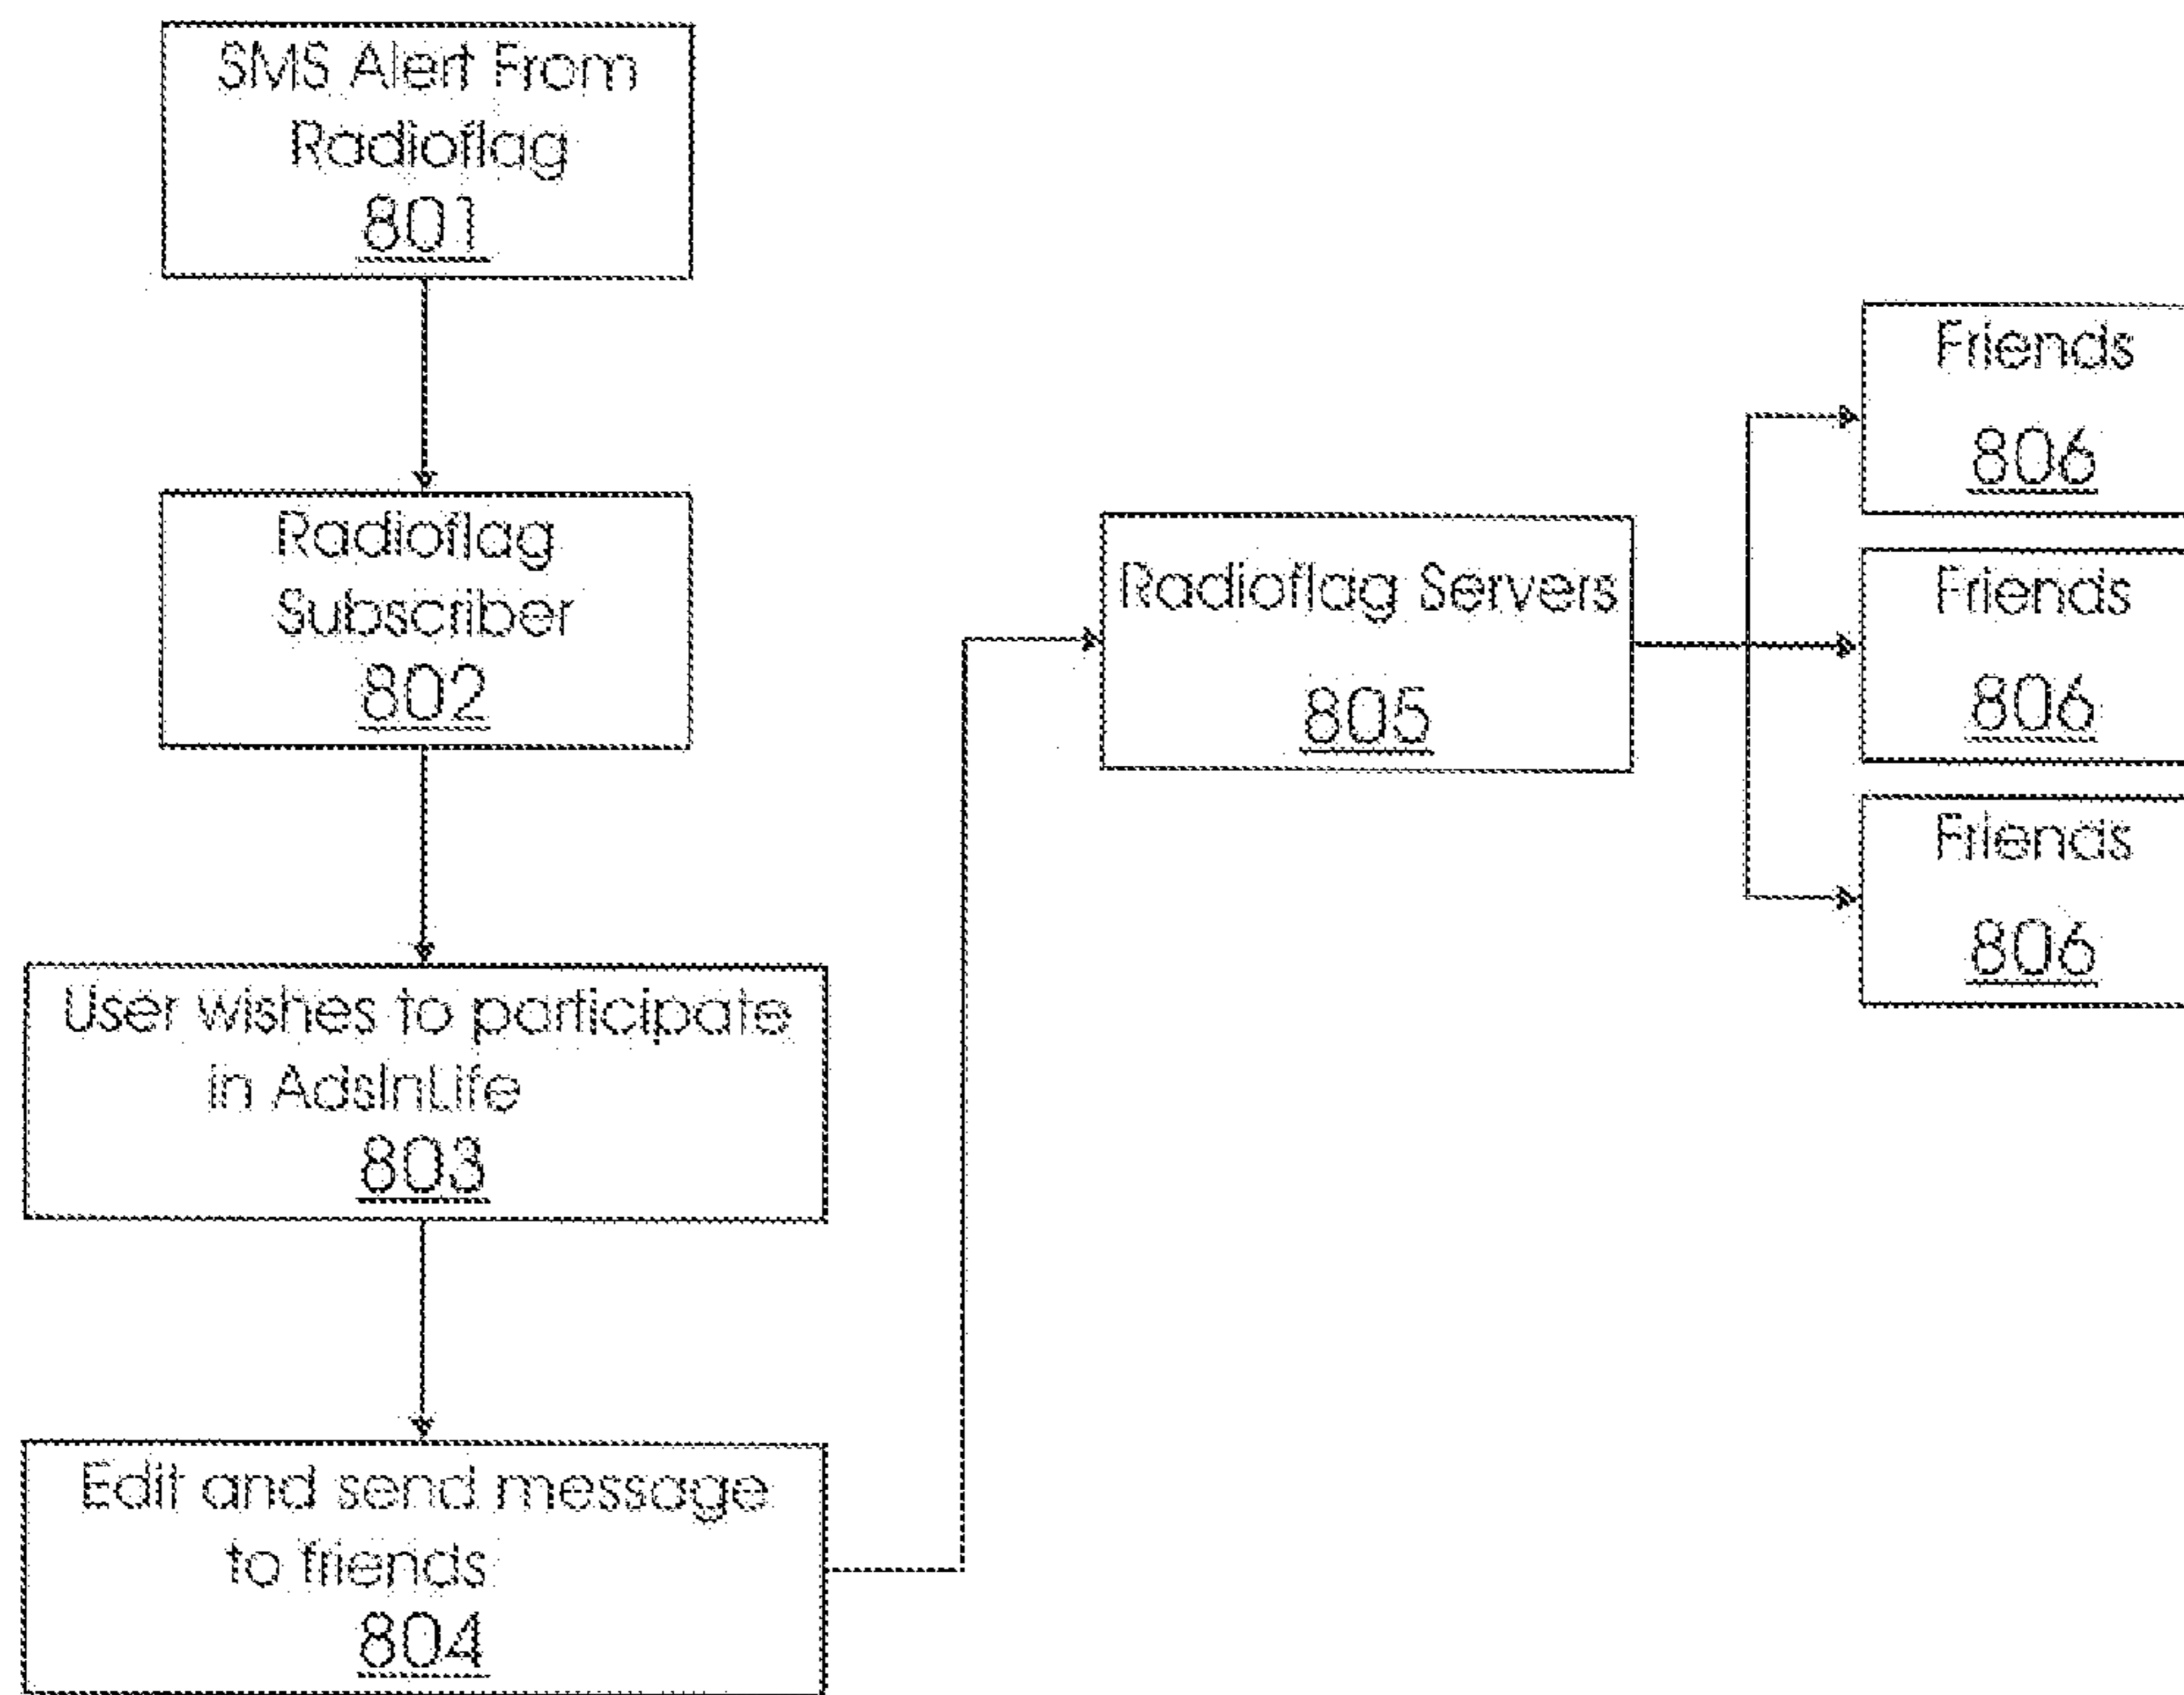 SMS Alert From
Radioflag
801
Radioflag
Subscriber
802
User wishes to participate
in AdsInLife
803
Edit and send message
to friends
804
Radioflag Servers
805
Friends
806
Friends
806
Friends
806